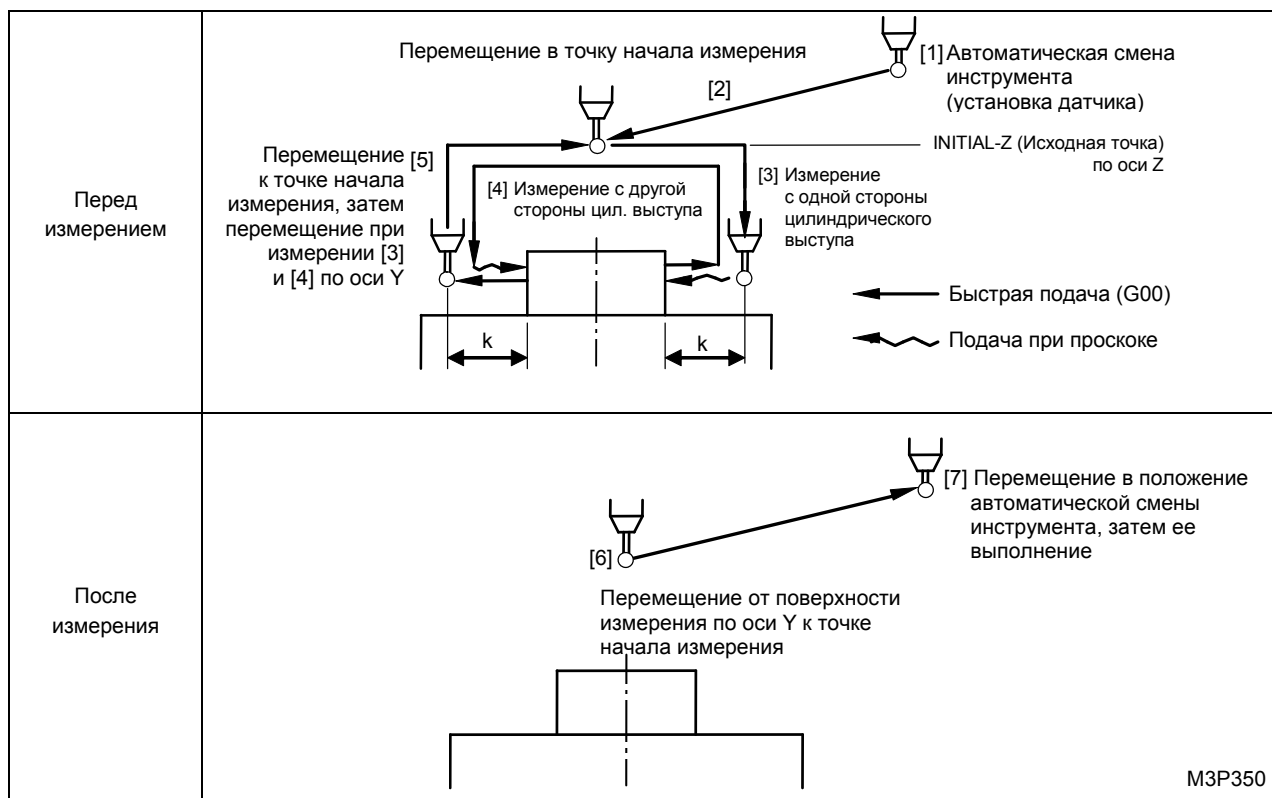 Перед
измерением
Перемещение в точку начала измерения
[1] Автоматическая смена
инструмента
(установка датчика)
[2]
INITIAL-Z (Исходная точка)
по оси Z
Перемещение [5]
к точке начала
измерения, затем
перемещение при
измерении [3]
и [4] по оси Y
[4] Измерение с другой
стороны цил. выступа
[3] Измерение
с одной стороны
цилиндрического
выступа
Быстрая подача (G00)
Подача при проскоке
k
k
После
измерения
[7] Перемещение в положение
автоматической смены
инструмента, затем ее
выполнение
[6]
Перемещение от поверхности
измерения по оси Y к точке
начала измерения
M3P350